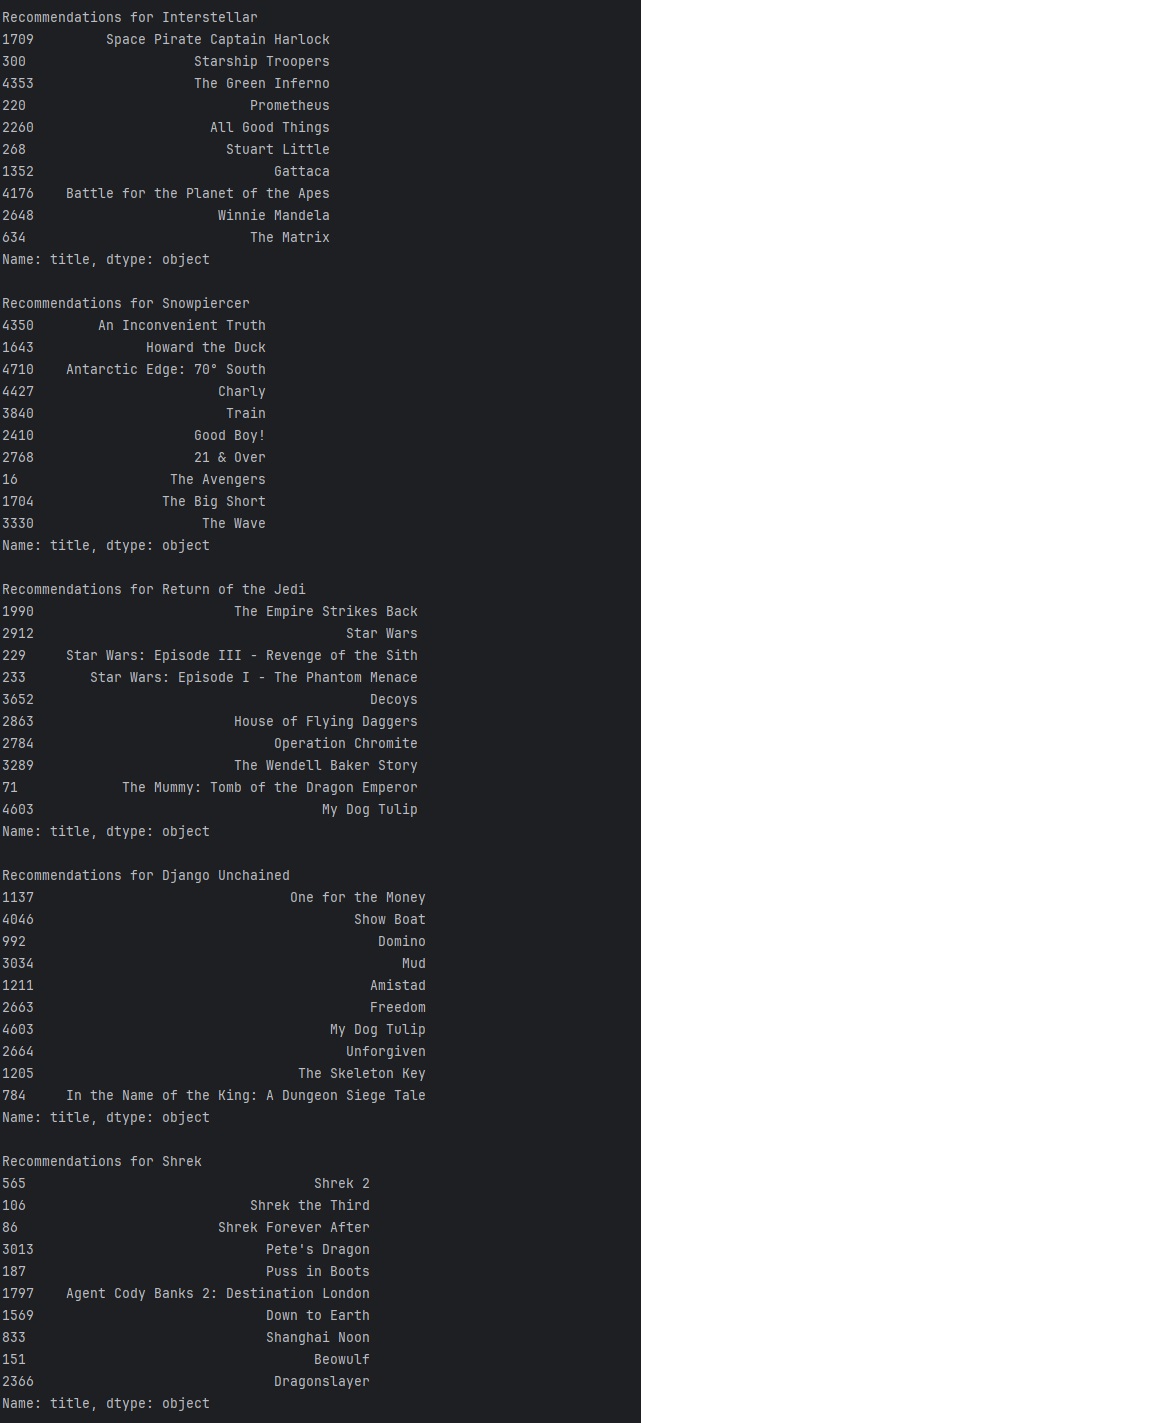 Recommendations for Interstellar
1709         Space Pirate Captain Harlock
300                     Starship Troopers
4353                    The Green Inferno
220                            Prometheus
2260                      All Good Things
268                         Stuart Little
1352                              Gattaca
4176    Battle for the Planet of the Apes
2648                       Winnie Mandela
634                            The Matrix
Name: title, dtype: object

Recommendations for Snowpiercer
4350        An Inconvenient Truth
1643              Howard the Duck
4710    Antarctic Edge: 70° South
4427                       Charly
3840                        Train
2410                    Good Boy!
2768                    21 & Over
16                   The Avengers
1704                The Big Short
3330                     The Wave
Name: title, dtype: object

Recommendations for Return of the Jedi
1990                         The Empire Strikes Back
2912                                       Star Wars
229     Star Wars: Episode III - Revenge of the Sith
233        Star Wars: Episode I - The Phantom Menace
3652                                          Decoys
2863                         House of Flying Daggers
2784                              Operation Chromite
3289                         The Wendell Baker Story
71             The Mummy: Tomb of the Dragon Emperor
4603                                    My Dog Tulip
Name: title, dtype: object

Recommendations for Django Unchained
1137                                One for the Money
4046                                        Show Boat
992                                            Domino
3034                                              Mud
1211                                          Amistad
2663                                          Freedom
4603                                     My Dog Tulip
2664                                       Unforgiven
1205                                 The Skeleton Key
784     In the Name of the King: A Dungeon Siege Tale
Name: title, dtype: object

Recommendations for Shrek
565                                    Shrek 2
106                            Shrek the Third
86                         Shrek Forever After
3013                             Pete's Dragon
187                              Puss in Boots
1797    Agent Cody Banks 2: Destination London
1569                             Down to Earth
833                              Shanghai Noon
151                                    Beowulf
2366                              Dragonslayer
Name: title, dtype: object